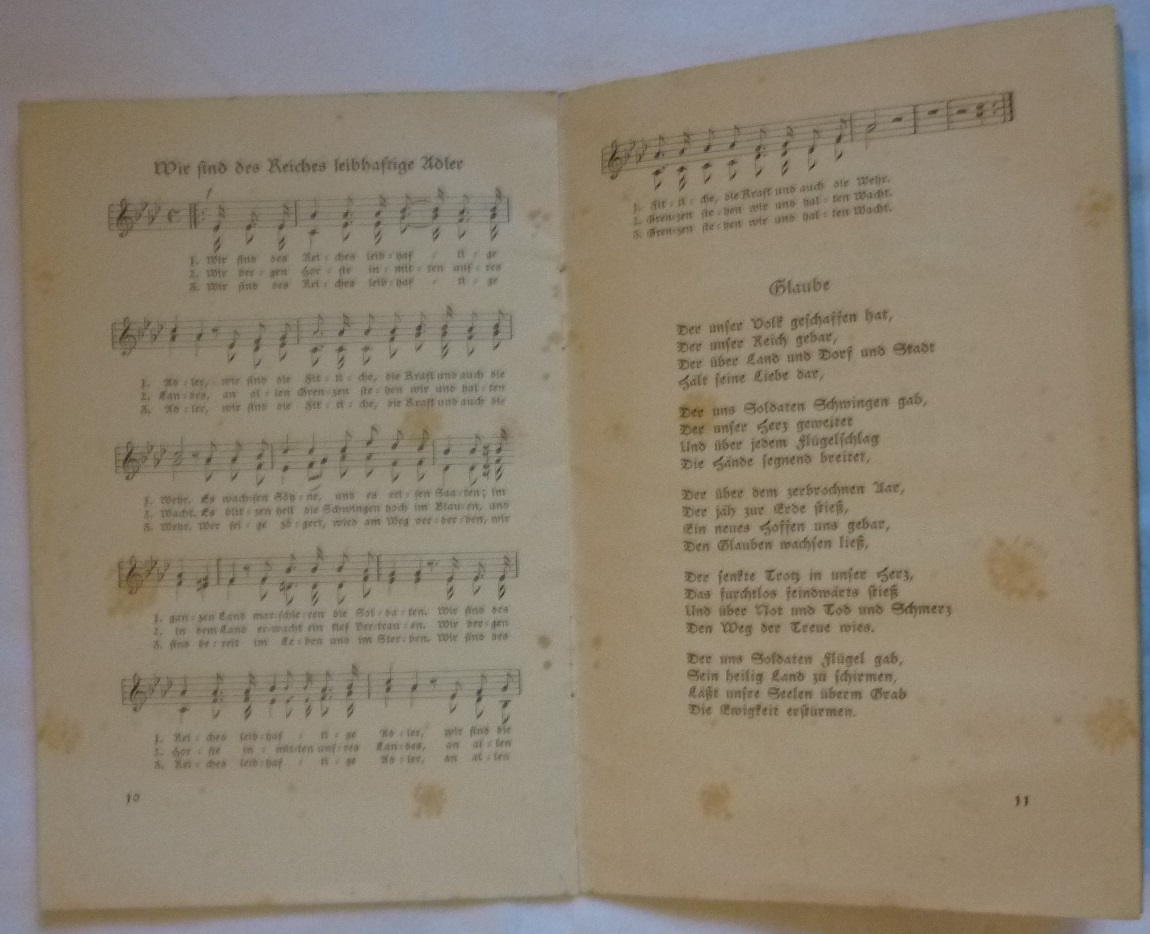 Wir sind des Reiches leibhaftige Adler
1. Wir sind des Rei = ches leib = haf = ti = ge
2. Wir ber = gen Hor = ste in = mit = ten unf = res
3. Wir sind des Rei = ches leib = haf = ti = ge
1. Ad = ler, wir sind die Fit = ti = che, die Kraft und auch die
2. Lan = des, an al = len Gren = zen ste = hen wir und hal = ten
3. Ad = ler, wir sind die Fit = ti = che, die Kraft und auch die
1. Wehr. Es wachsen Söh = ne, und es rei = fen Saa = ten; im
2. Wacht. Es blit = zen hell die Schwingen hoch im Blau = en, und
3. Wehr. Wer fei = ge zö = gert, wird am Weg ver = der = ben, wir
1. gan = zen Land mar = schie = ren die Sol = da = ten. Wir sind des
2. in dem Land er = wacht ein tief Ver = trau = en. Wir ber = gen
3. sind be = reit im Le = ben und im Ster = ben. Wir sind des
1. Rei = ches leib = haf = ti = ge Ad = ler, wir sind die
2. Hor = ste in = mit = ten unf = res Lan = des, an al = len
3. Rei = ches leib = haf = ti = ge Ad = ler, an al = len
10
1. Fit = ti = che, die Kraft und auch die Wehr.
2. Gren = zen ste = hen wir und hal = ten Wacht.
3. Gren = zen ste = hen wir und hal = ten Wacht.
Glaube
Der unser Volk geschaffen hat,
Der unser Reich gebar,
Der über Land und Dorf und Stadt
Hält seine Liebe dar,
Der uns Soldaten Schwingen gab,
Der unser Herz geweitet
Und über jedem Flügelschlag
Die Hände segnend breitet,
Der über dem zerbrochnen Aar,
Der jäh zur Erde stieß,
Ein neues Hoffen uns gebar,
Den Glauben wachsen ließ,
Der senkte Trotz in unser Herz,
Das furchtlos feindwärts stieß
Und über Not und Tod und Schmerz
Den Weg der Treue wies.
Der uns Soldaten Flügel gab,
Sein heilig Land zu schirmen,
Läßt unsre Seelen überm Grab
Die Ewigkeit erstürmen.
11